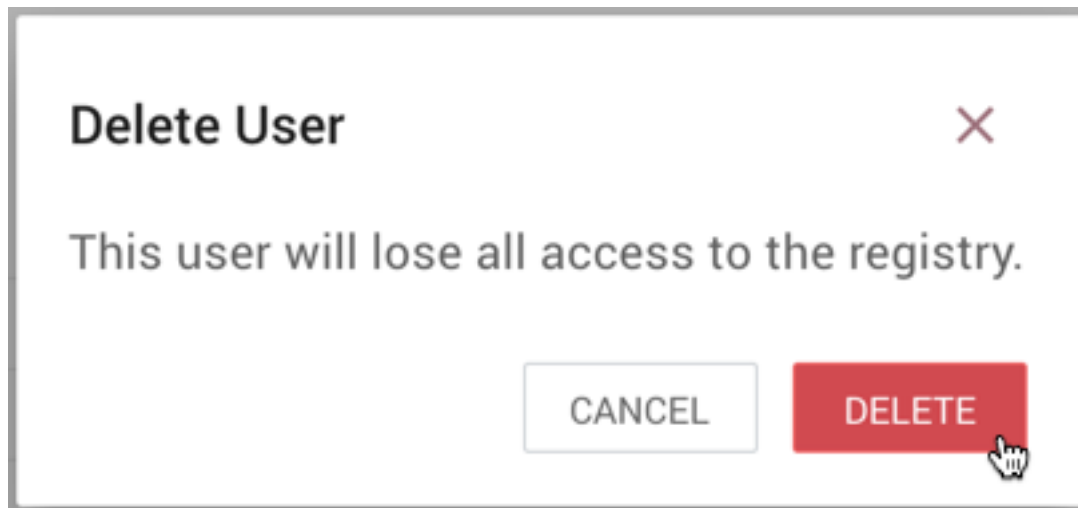 Delete User
This user will lose all access to the registry.
CANCEL DELETE